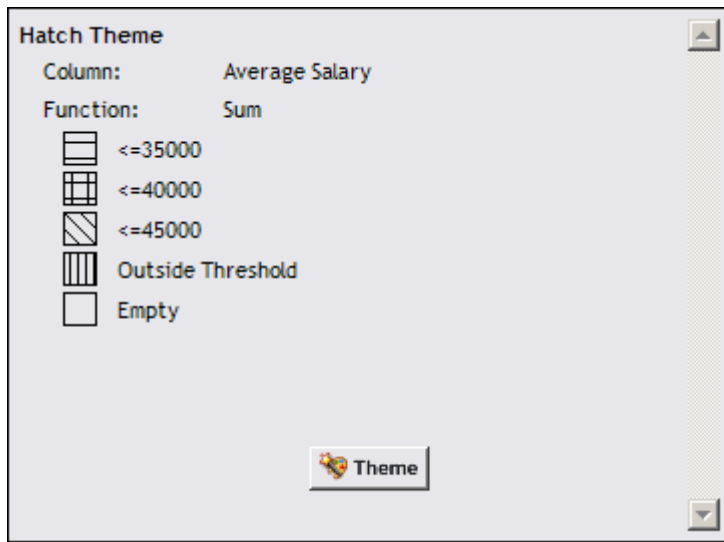 Hatch Theme
Column: Average Salary
Function: Sum
<=35000
<=40000
<=45000
Outside Threshold
Empty
Theme